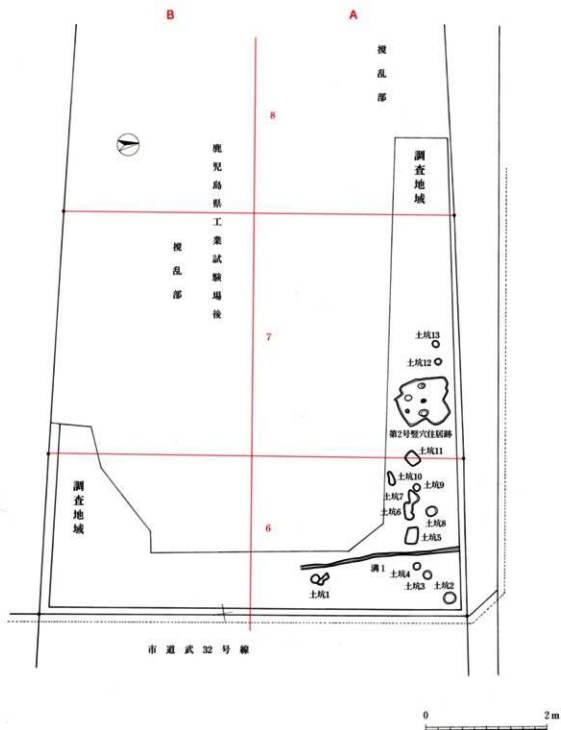 B
A
攪乱部
8
調査地域
鹿児島県工業試験場後
攪乱部
7
土坑13
土坑12
第2号竪穴住居跡
土坑11
土坑10
土坑9
土坑7
土坑6
土坑8
土坑5
調査地域
6
溝1
土坑4
土坑3
土坑2
土坑1
市道武32号線
0
2m